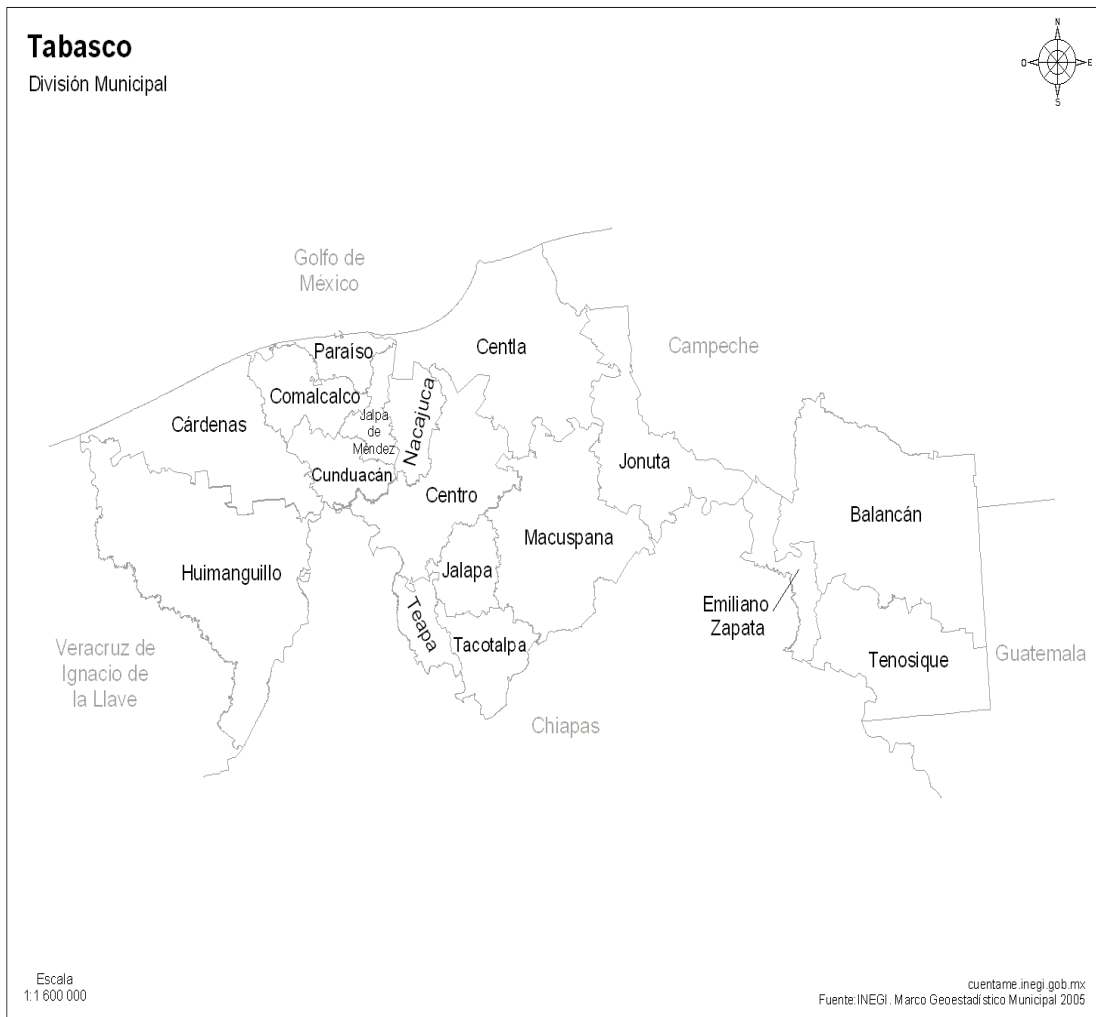 Tabasco
División Municipal
N
O
E
S
Golfo de
México
Centla
Campeche
Paraíso
Comalcalco
Cárdenas
Jalpa
de
Méndez
Nacajuca
Cunduacán
Jonuta
Centro
Balancán
Macuspana
Huimanguillo
Jalapa
Teapa
Emiliano
Zapata
Tacotalpa
Tenosique
Guatemala
Veracruz de
Ignacio de
la Llave
Chiapas
Escala
1:1 600 000
cuentame.inegi.gob.mx
Fuente:INEGI. Marco Geoestadístico Municipal 2005